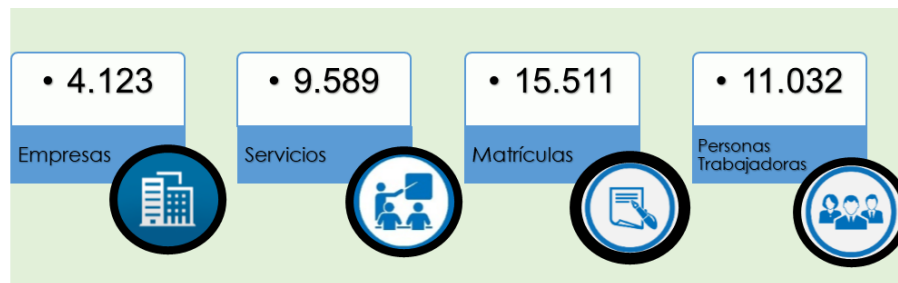 • 4.123
Empresas
• 9.589
Servicios
• 15.511
Matrículas
• 11.032
Personas
Trabajadoras